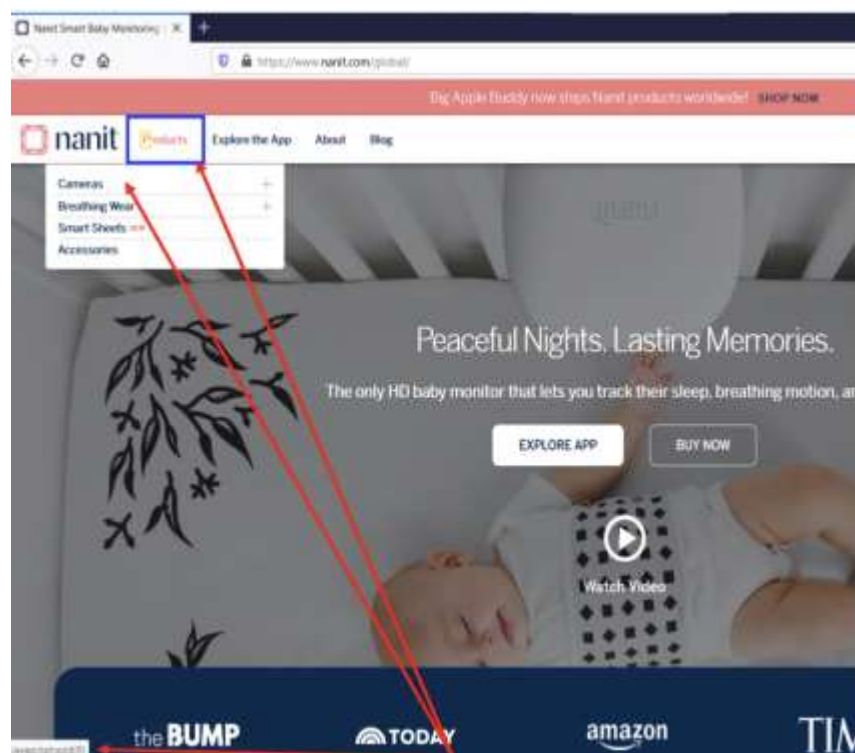 Nanit Smart Baby Monitoring | X +
https://www.nanit.com/global/
Big Apple Buddy now ships Nanit products worldwide! SHOP NOW
nanit Products Explore the App About Blog
Cameras +
Breathing Wear +
Smart Sheets
Accessories
nanit
Peaceful Nights. Lasting Memories.
The only HD baby monitor that lets you track their sleep, breathing motion, an
EXPLORE APP BUY NOW
Watch Video
the BUMP TODAY amazon TIM